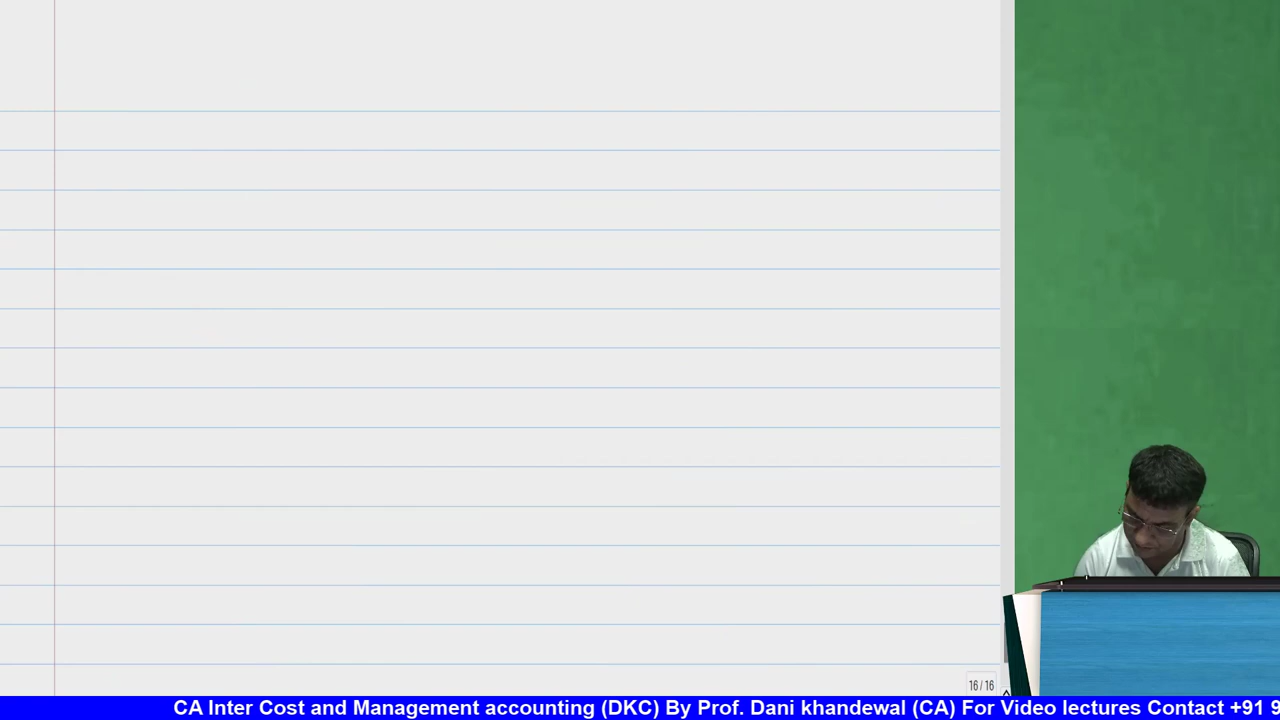 16 / 16
CA Inter Cost and Management accounting (DKC) By Prof. Dani khandewal (CA) For Video lectures Contact +91 9